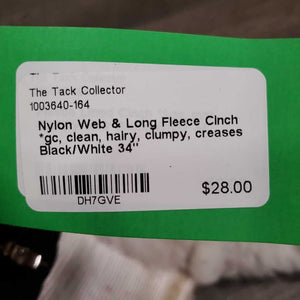 The Tack Collector
1003640-164
Nylon Web & Long Fleece Cinch
*gc, clean, hairy, clumpy, creases
Black/White 34"
$28.00
DH7GVE